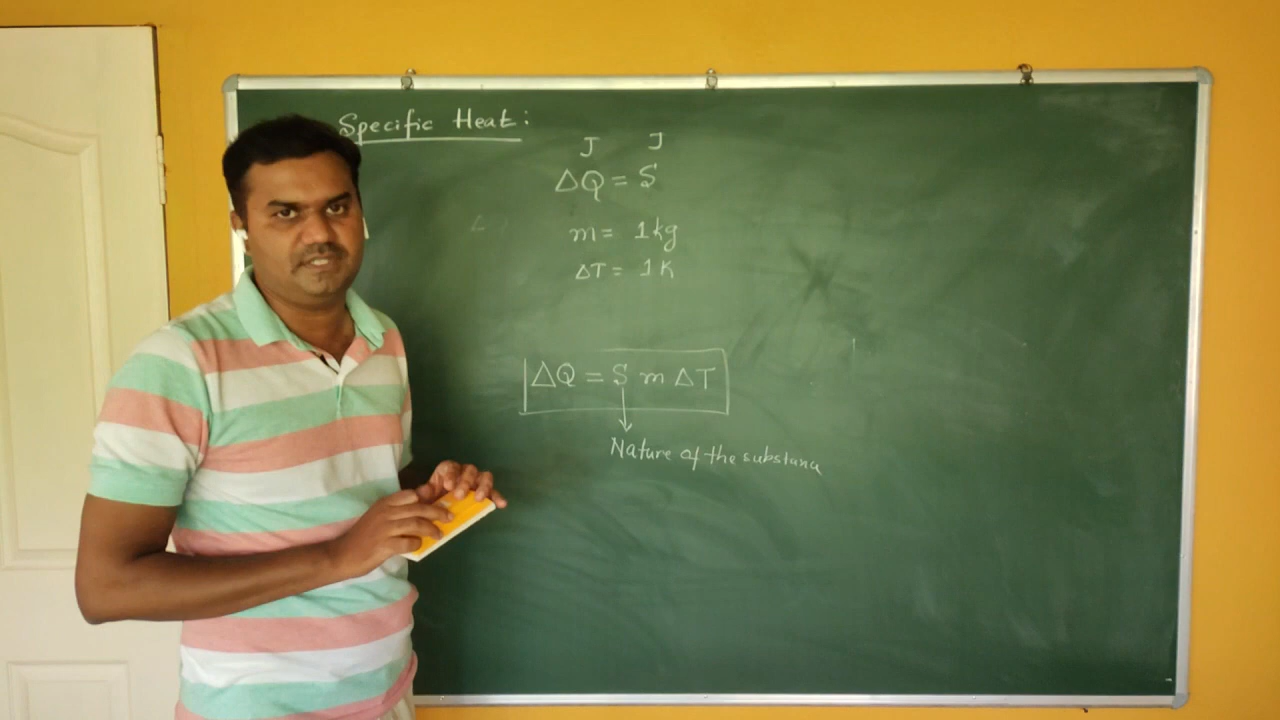 Specific Heat:
J J
ΔQ = S
m = 1kg
ΔT = 1K
ΔQ = S m ΔT
Nature of the substance